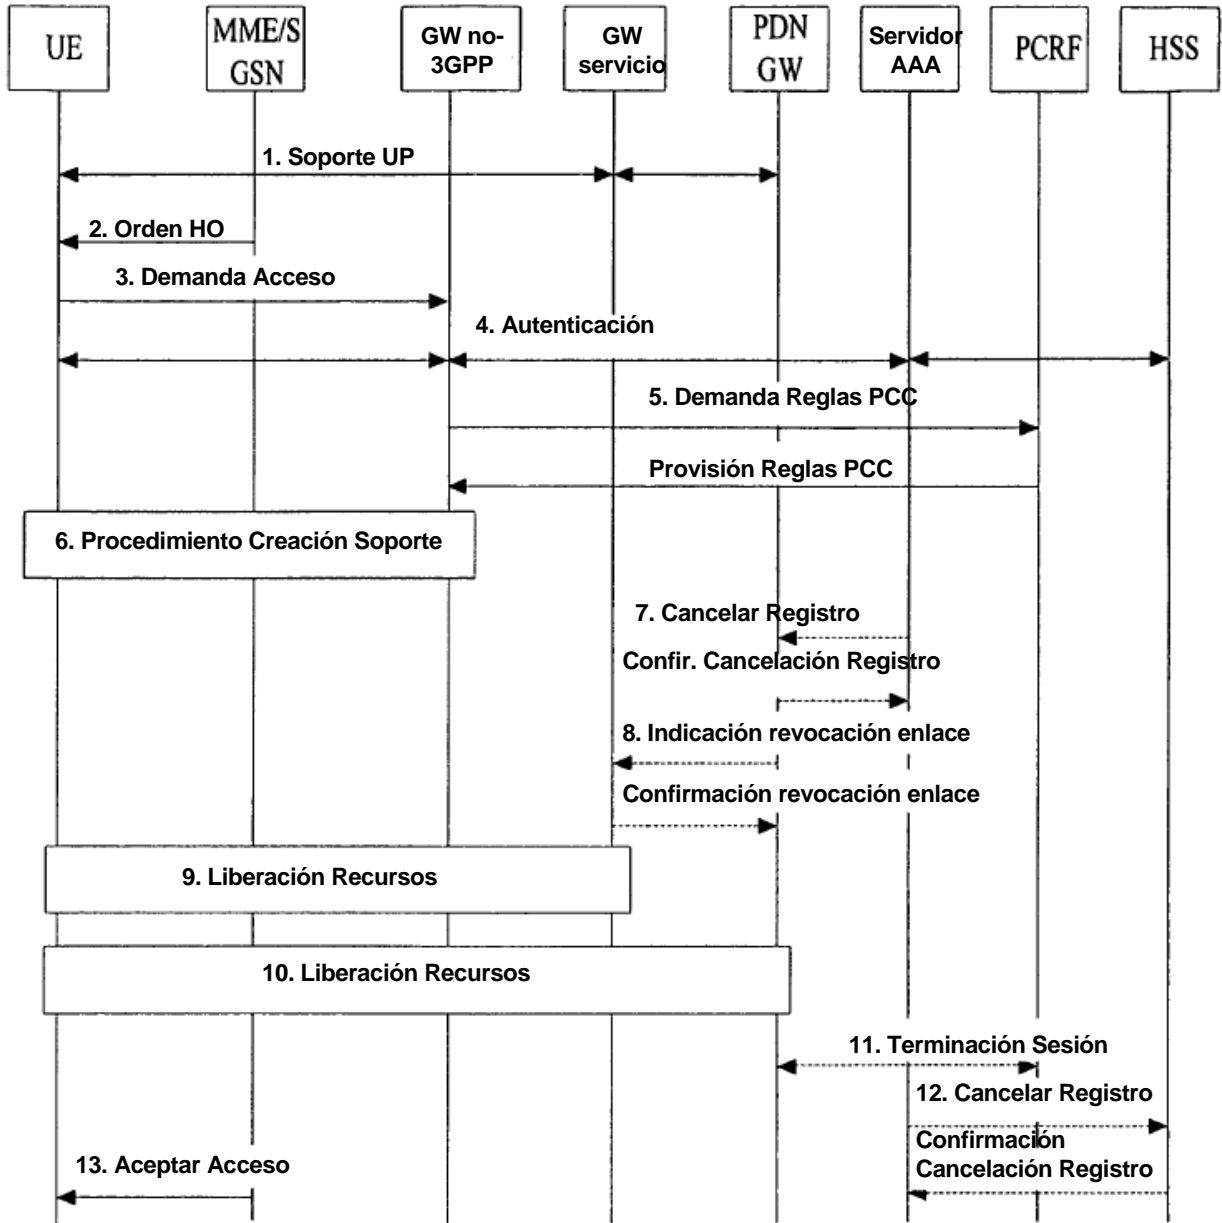 UE
MME/S
GSN
GW no-
3GPP
GW
servicio
PDN
GW
Servidor
AAA
PCRF
HSS
1. Soporte UP
2. Orden HO
3. Demanda Acceso
4. Autenticación
5. Demanda Reglas PCC
Provisión Reglas PCC
6. Procedimiento Creación Soporte
7. Cancelar Registro
Confir. Cancelación Registro
8. Indicación revocación enlace
Confirmación revocación enlace
9. Liberación Recursos
10. Liberación Recursos
11. Terminación Sesión
12. Cancelar Registro
Confirmación
Cancelación Registro
13. Aceptar Acceso